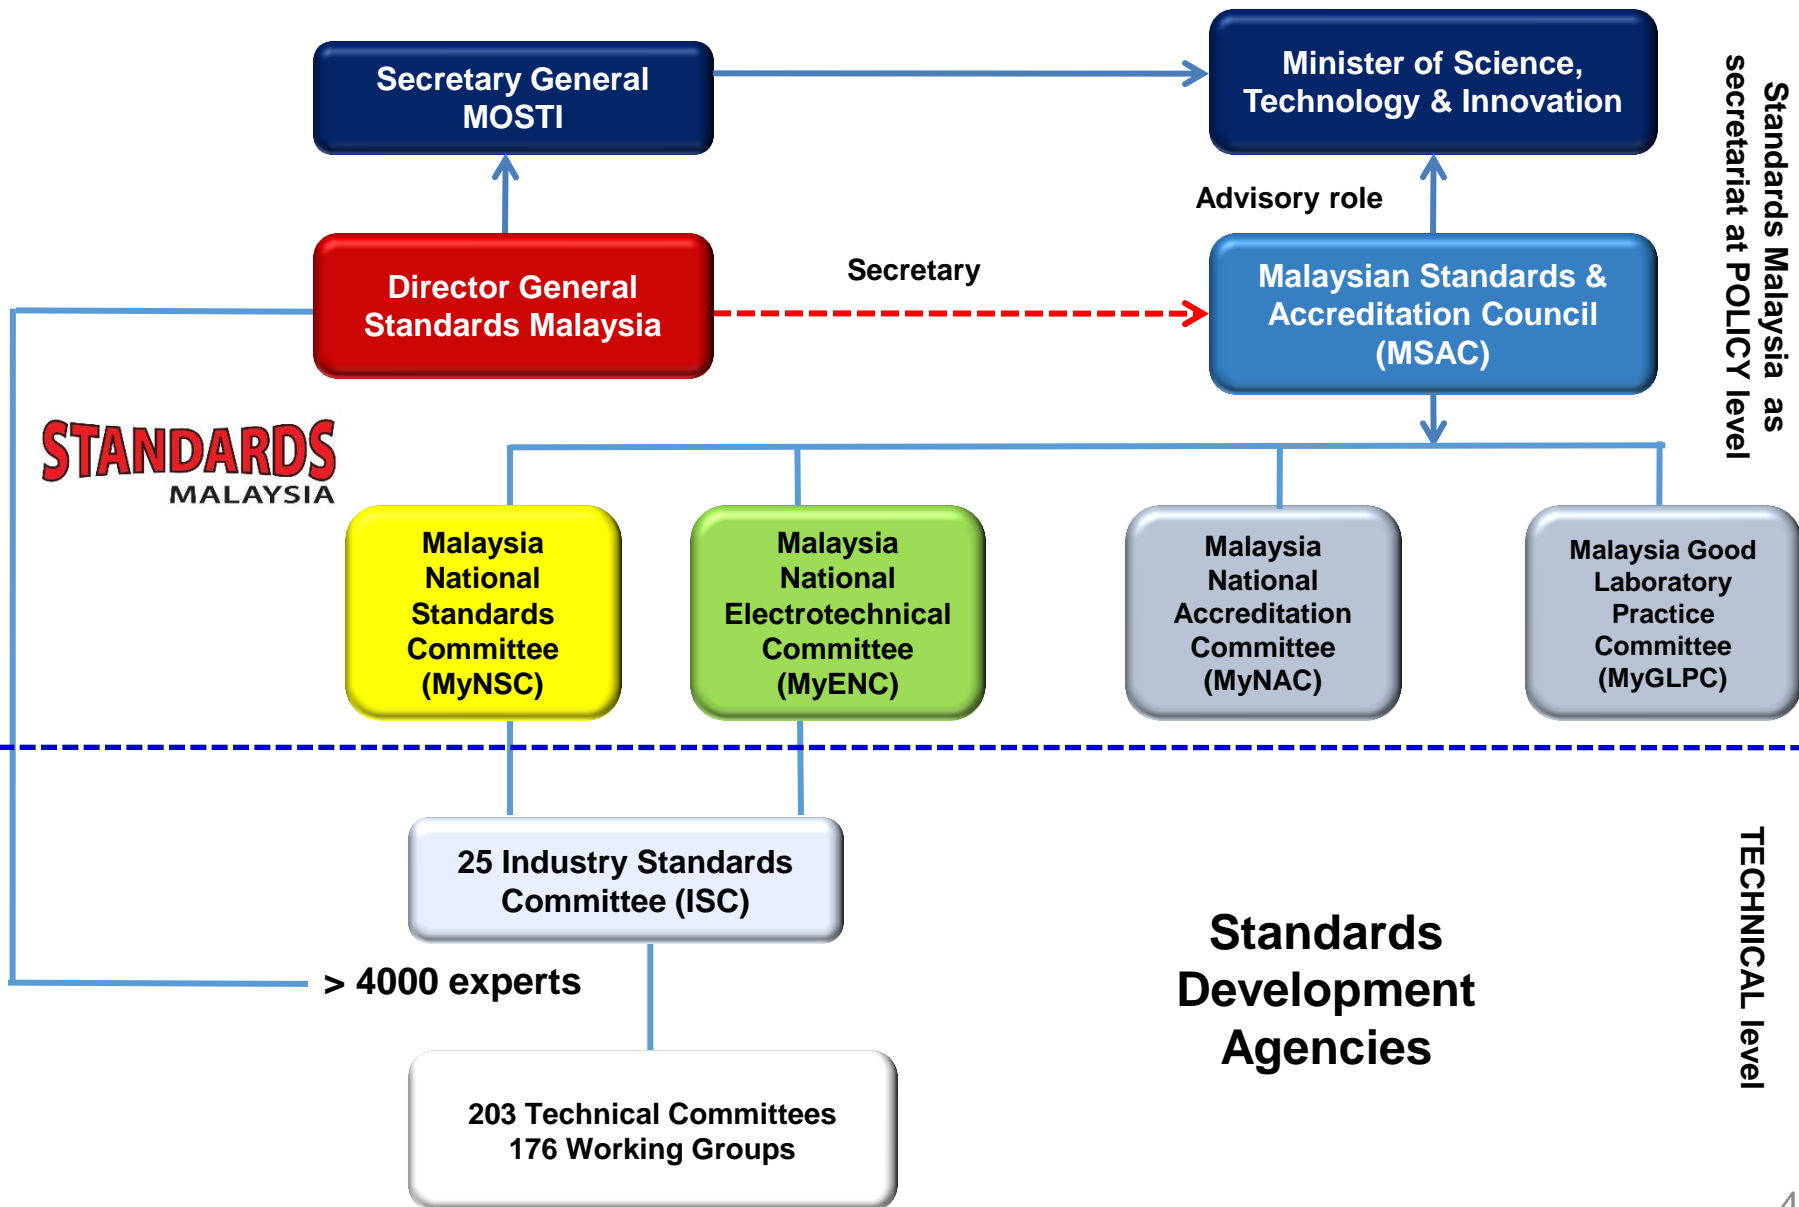 Secretary General
MOSTI
Minister of Science,
Technology & Innovation
Standards Malaysia as
secretariat at POLICY level
Advisory role
Director General
Standards Malaysia
Secretary
Malaysian Standards &
Accreditation Council
(MSAC)
STANDARDS
MALAYSIA
Malaysia
National
Standards
Committee
(MyNSC)
Malaysia
National
Electrotechnical
Committee
(MyENC)
Malaysia
National
Accreditation
Committee
(MyNAC)
Malaysia Good
Laboratory
Practice
Committee
(MyGLPC)
25 Industry Standards
Committee (ISC)
> 4000 experts
Standards
Development
Agencies
TECHNICAL level
203 Technical Committees
176 Working Groups
4